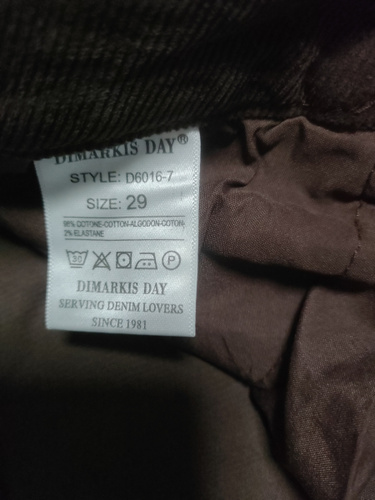 DIMARKIS DAY®
STYLE: D6016-7
SIZE: 29
98% COTONE-COTTON-ALGODON-COTON-
2% ELASTANE
30 P
DIMARKIS DAY
SERVING DENIM LOVERS
SINCE 1981